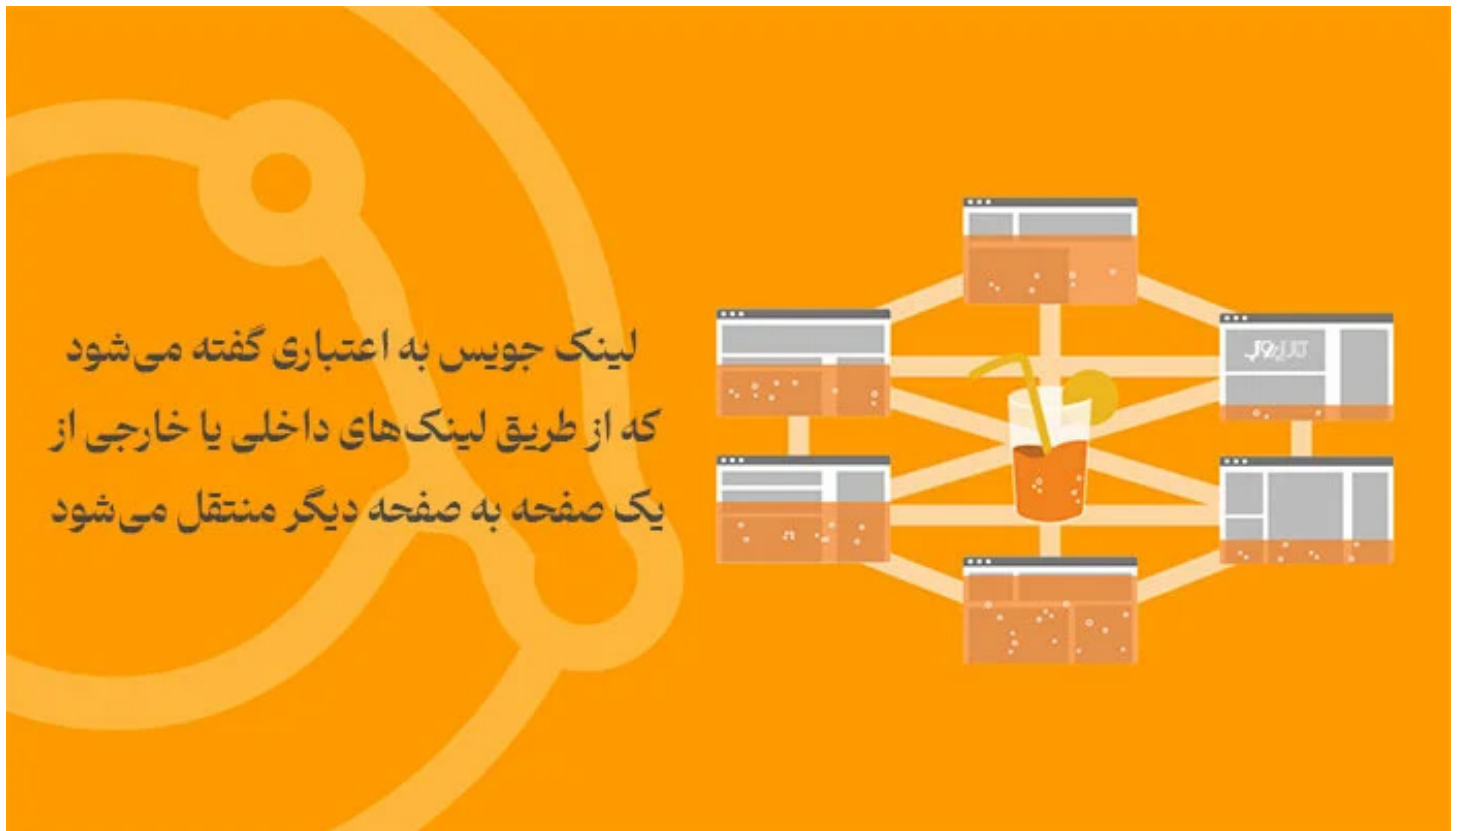 لینک جویس به اعتباری گفته می‌شود
که از طریق لینک‌های داخلی یا خارجی از
یک صفحه به صفحه دیگر منتقل می‌شود